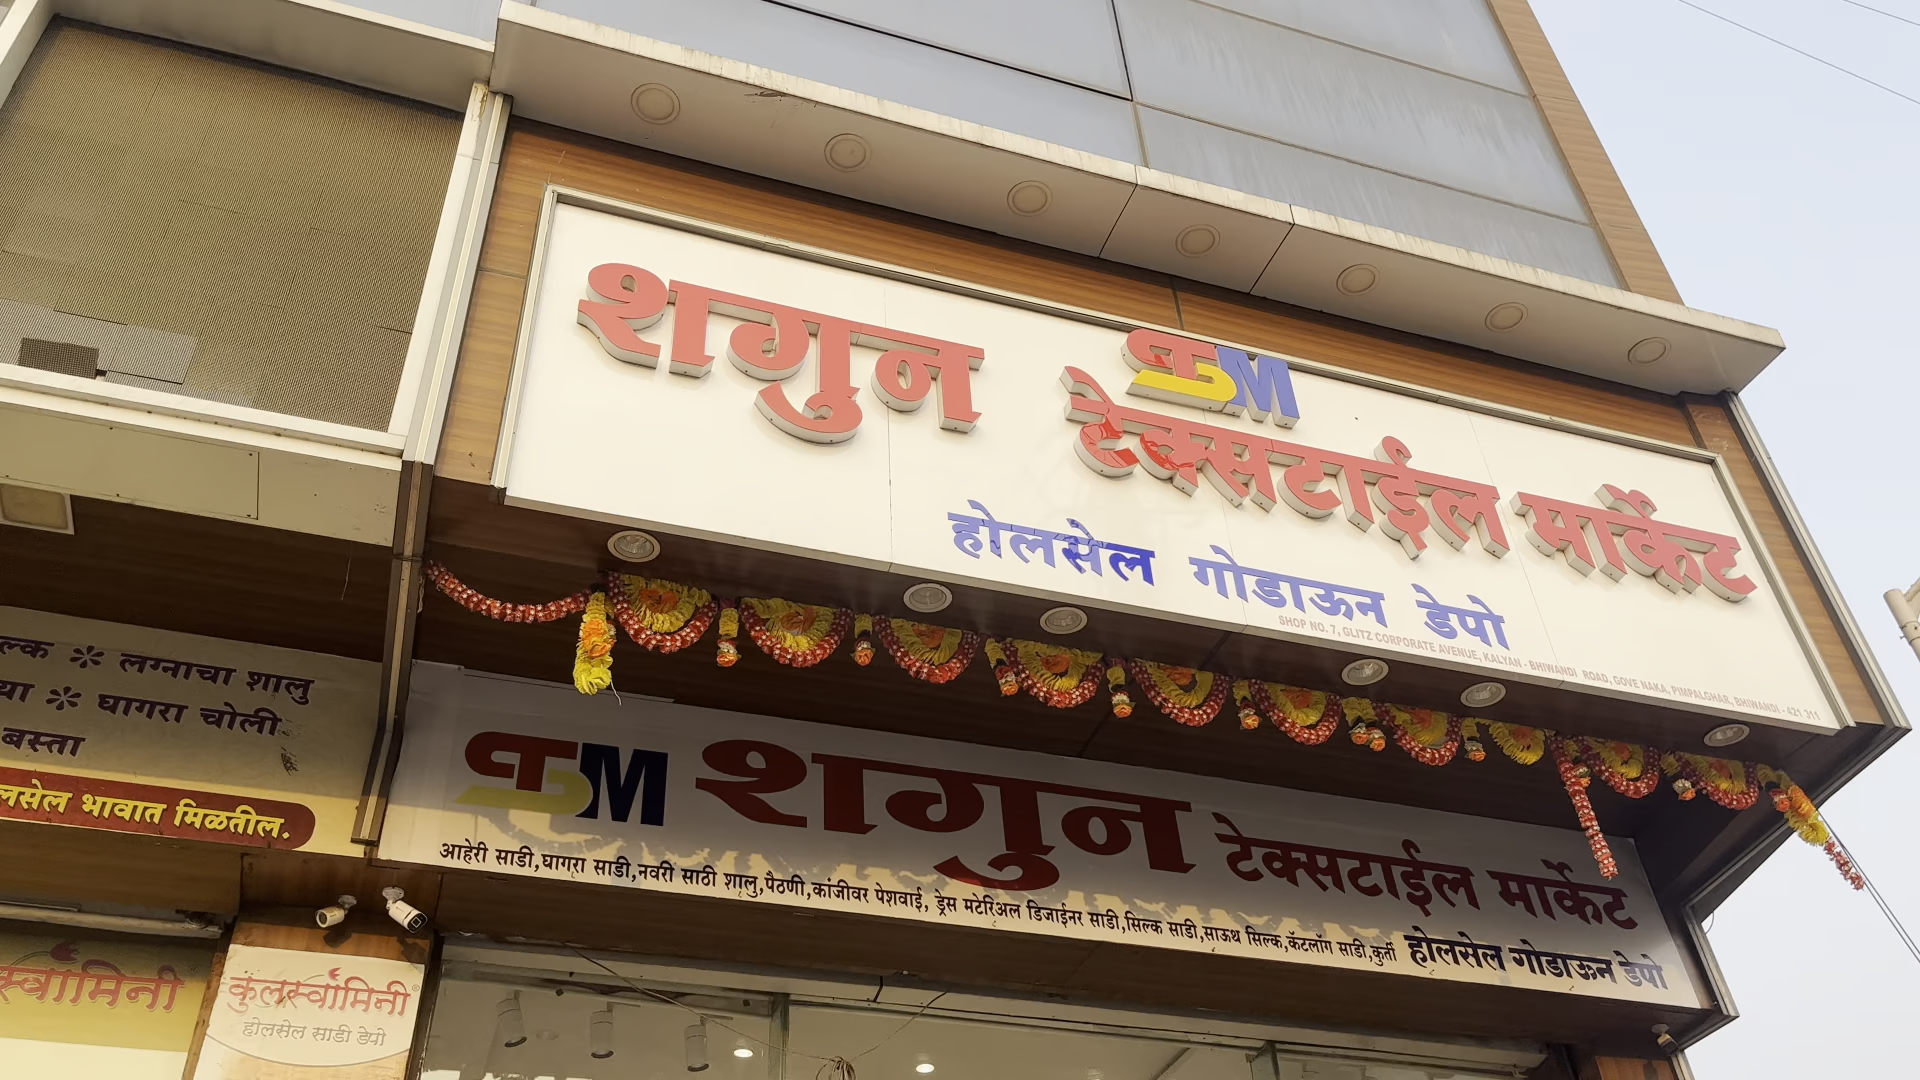 शगुन
TSM
टेक्सटाईल मार्केट
होलसेल गोडाऊन डेपो
SHOP NO. 7, GLITZ CORPORATE AVENUE, KALYAN - BHIWANDI ROAD, GOVE NAKA, PIMPALGHAR, BHIWANDI - 421 311
ल्क ❇ लग्नाचा शालु
या ❇ घागरा चोली
बस्ता
लसेल भावात मिळतील.
TSM शगुन टेक्सटाईल मार्केट
आहेरी साडी,घागरा साडी,नवरी साठी शालु,पैठणी,कांजीवर पेशवाई, ड्रेस मटेरिअल डिजाईनर साडी,सिल्क साडी,साऊथ सिल्क,कॅटलॉग साडी,कुर्ती होलसेल गोडाऊन डेपो
स्वामिनी
कुलस्वामिनी
होलसेल साडी डेपो